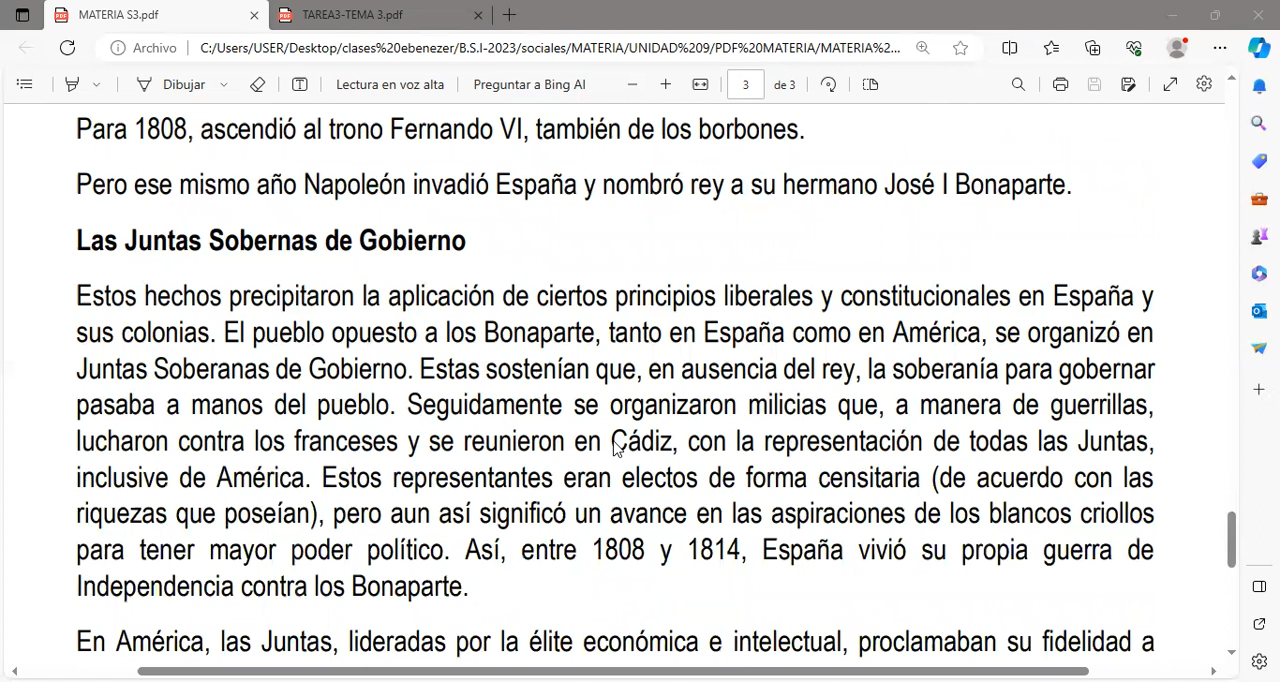 MATERIA S3.pdf
TAREA3-TEMA 3.pdf
Archivo
C:/Users/USER/Desktop/clases%20ebenezer/B.S.I-2023/sociales/MATERIA/UNIDAD%209/PDF%20MATERIA/MATERIA%2...
Dibujar
Lectura en voz alta
Preguntar a Bing AI
3
de 3
Para 1808, ascendió al trono Fernando VI, también de los borbones.
Pero ese mismo año Napoleón invadió España y nombró rey a su hermano José I Bonaparte.
Las Juntas Sobernas de Gobierno
Estos hechos precipitaron la aplicación de ciertos principios liberales y constitucionales en España y
sus colonias. El pueblo opuesto a los Bonaparte, tanto en España como en América, se organizó en
Juntas Soberanas de Gobierno. Estas sostenían que, en ausencia del rey, la soberanía para gobernar
pasaba a manos del pueblo. Seguidamente se organizaron milicias que, a manera de guerrillas,
lucharon contra los franceses y se reunieron en Cádiz, con la representación de todas las Juntas,
inclusive de América. Estos representantes eran electos de forma censitaria (de acuerdo con las
riquezas que poseían), pero aun así significó un avance en las aspiraciones de los blancos criollos
para tener mayor poder político. Así, entre 1808 y 1814, España vivió su propia guerra de
Independencia contra los Bonaparte.
En América, las Juntas, lideradas por la élite económica e intelectual, proclamaban su fidelidad a